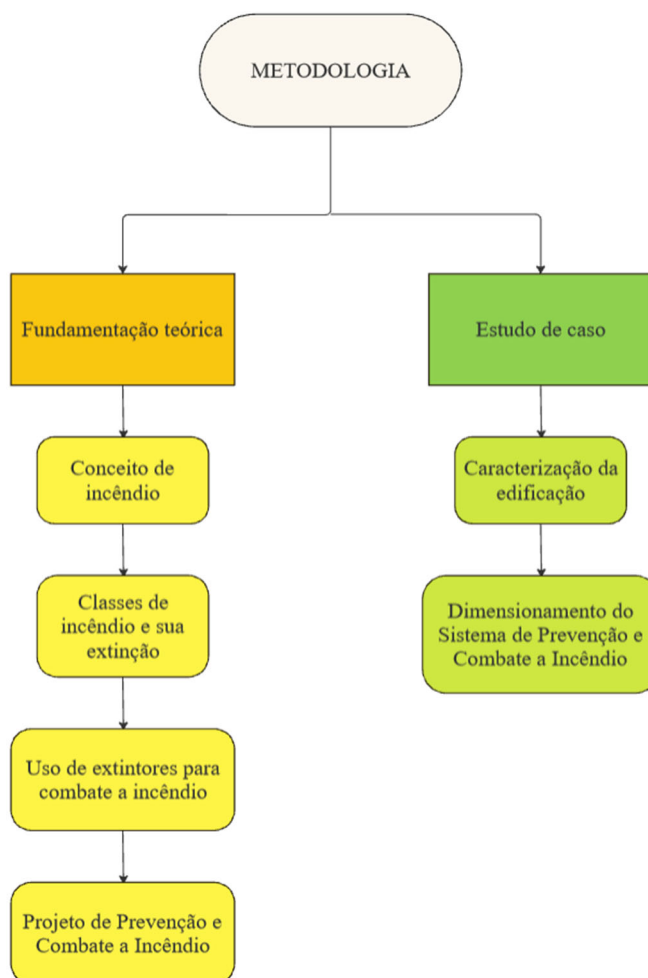 METODOLOGIA
Fundamentação teórica
Estudo de caso
Conceito de
incêndio
Caracterização da
edificação
Classes de
incêndio e sua
extinção
Dimensionamento do
Sistema de Prevenção e
Combate a Incêndio
Uso de extintores para
combate a incêndio
Projeto de Prevenção e
Combate a Incêndio